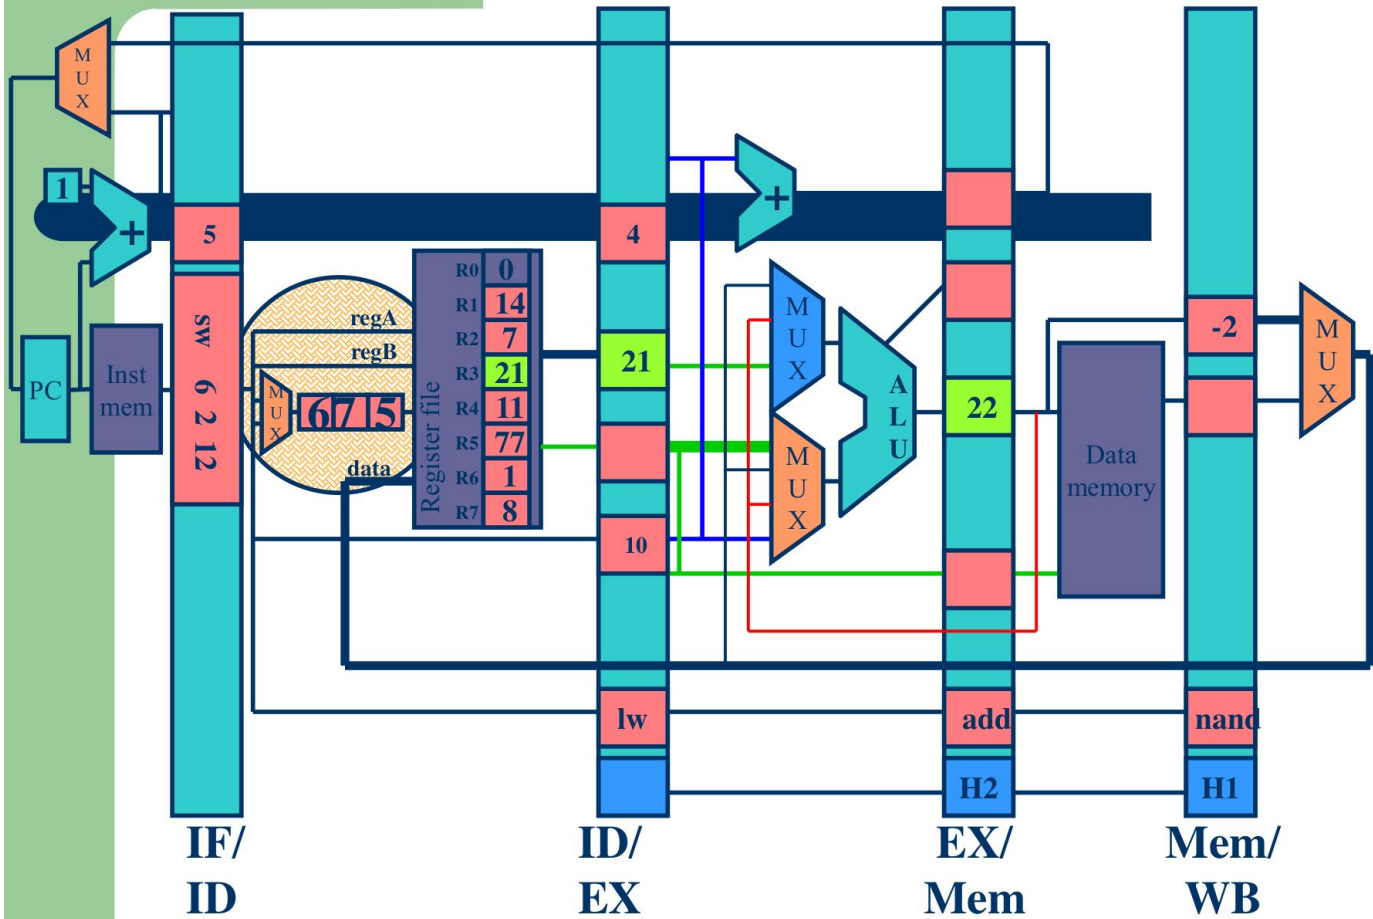 M
U
X
1
+
5
sw 6 2 12
PC
Inst
mem
regA
regB
M
U
X
6 7 5
data
Register file
R0 0
R1 14
R2 7
R3 21
R4 11
R5 77
R6 1
R7 8
4
21
10
lw
+
M
U
X
M
U
X
A
L
U
22
add
H2
Data
memory
-2
nand
H1
M
U
X
IF/
ID
ID/
EX
EX/
Mem
Mem/
WB